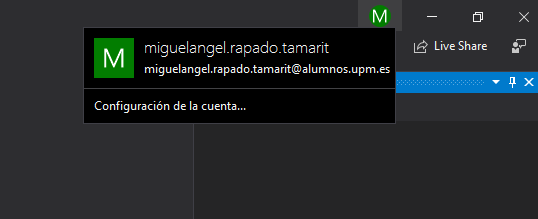 M
M
miguelangel.rapado.tamarit
miguelangel.rapado.tamarit@alumnos.upm.es
Live Share
Configuración de la cuenta...